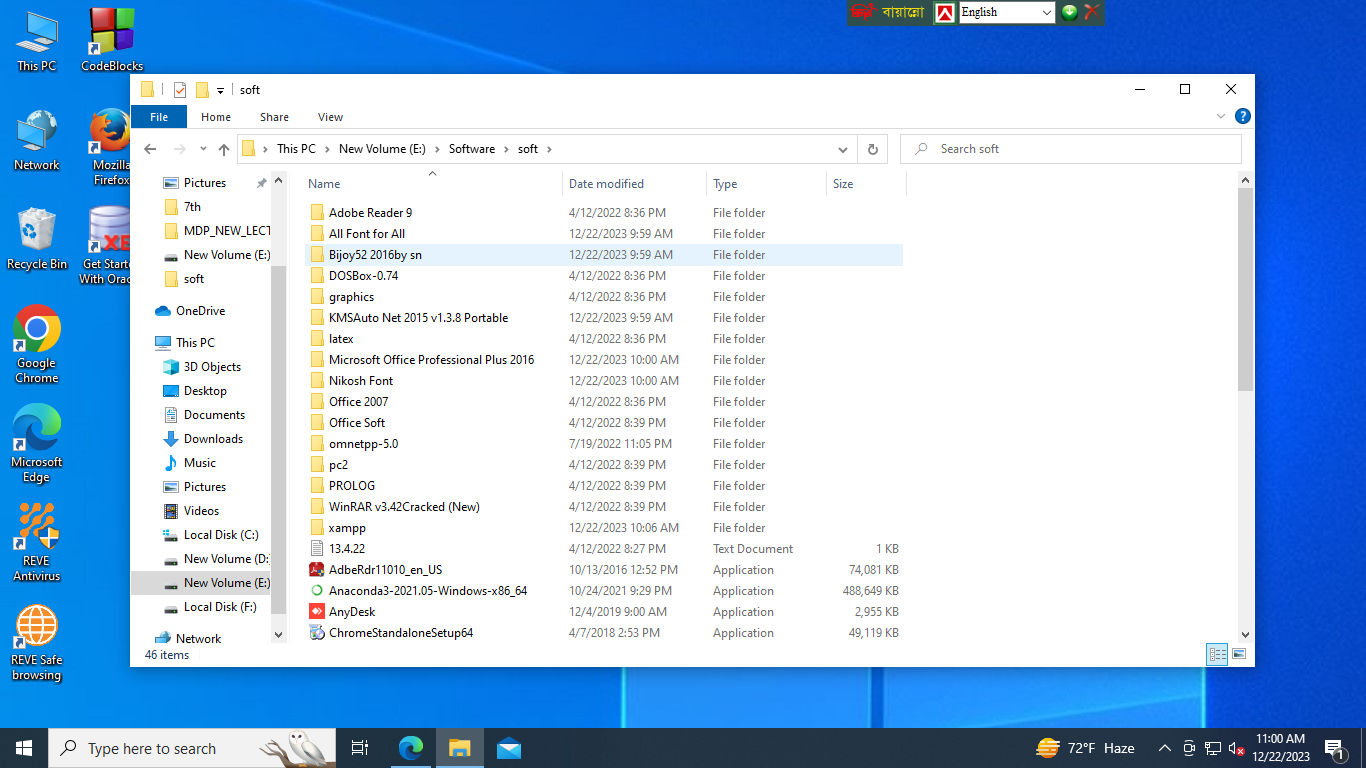 বায়ান্নো English
This PC
CodeBlocks
Network
Mozilla
Firefox
Recycle Bin
Get Starte
With Orac
Google
Chrome
Microsoft
Edge
REVE
Antivirus
REVE Safe
browsing
soft
File Home Share View
This PC New Volume (E:) Software soft
Search soft
Pictures
7th
MDP_NEW_LECT
New Volume (E:)
soft
OneDrive
This PC
3D Objects
Desktop
Documents
Downloads
Music
Pictures
Videos
Local Disk (C:)
New Volume (D:
New Volume (E:)
Local Disk (F:)
Network
Name Date modified Type Size
Adobe Reader 9 4/12/2022 8:36 PM File folder
All Font for All 12/22/2023 9:59 AM File folder
Bijoy52 2016by sn 12/22/2023 9:59 AM File folder
DOSBox-0.74 4/12/2022 8:36 PM File folder
graphics 4/12/2022 8:36 PM File folder
KMSAuto Net 2015 v1.3.8 Portable 12/22/2023 9:59 AM File folder
latex 4/12/2022 8:36 PM File folder
Microsoft Office Professional Plus 2016 12/22/2023 10:00 AM File folder
Nikosh Font 12/22/2023 10:00 AM File folder
Office 2007 4/12/2022 8:36 PM File folder
Office Soft 4/12/2022 8:39 PM File folder
omnetpp-5.0 7/19/2022 11:05 PM File folder
pc2 4/12/2022 8:39 PM File folder
PROLOG 4/12/2022 8:39 PM File folder
WinRAR v3.42Cracked (New) 4/12/2022 8:39 PM File folder
xampp 12/22/2023 10:06 AM File folder
13.4.22 4/12/2022 8:27 PM Text Document 1 KB
AdbeRdr11010_en_US 10/13/2016 12:52 PM Application 74,081 KB
Anaconda3-2021.05-Windows-x86_64 10/24/2021 9:29 PM Application 488,649 KB
AnyDesk 12/4/2019 9:00 AM Application 2,955 KB
ChromeStandaloneSetup64 4/7/2018 2:53 PM Application 49,119 KB
46 items
Type here to search
72°F Haze
11:00 AM
12/22/2023
1